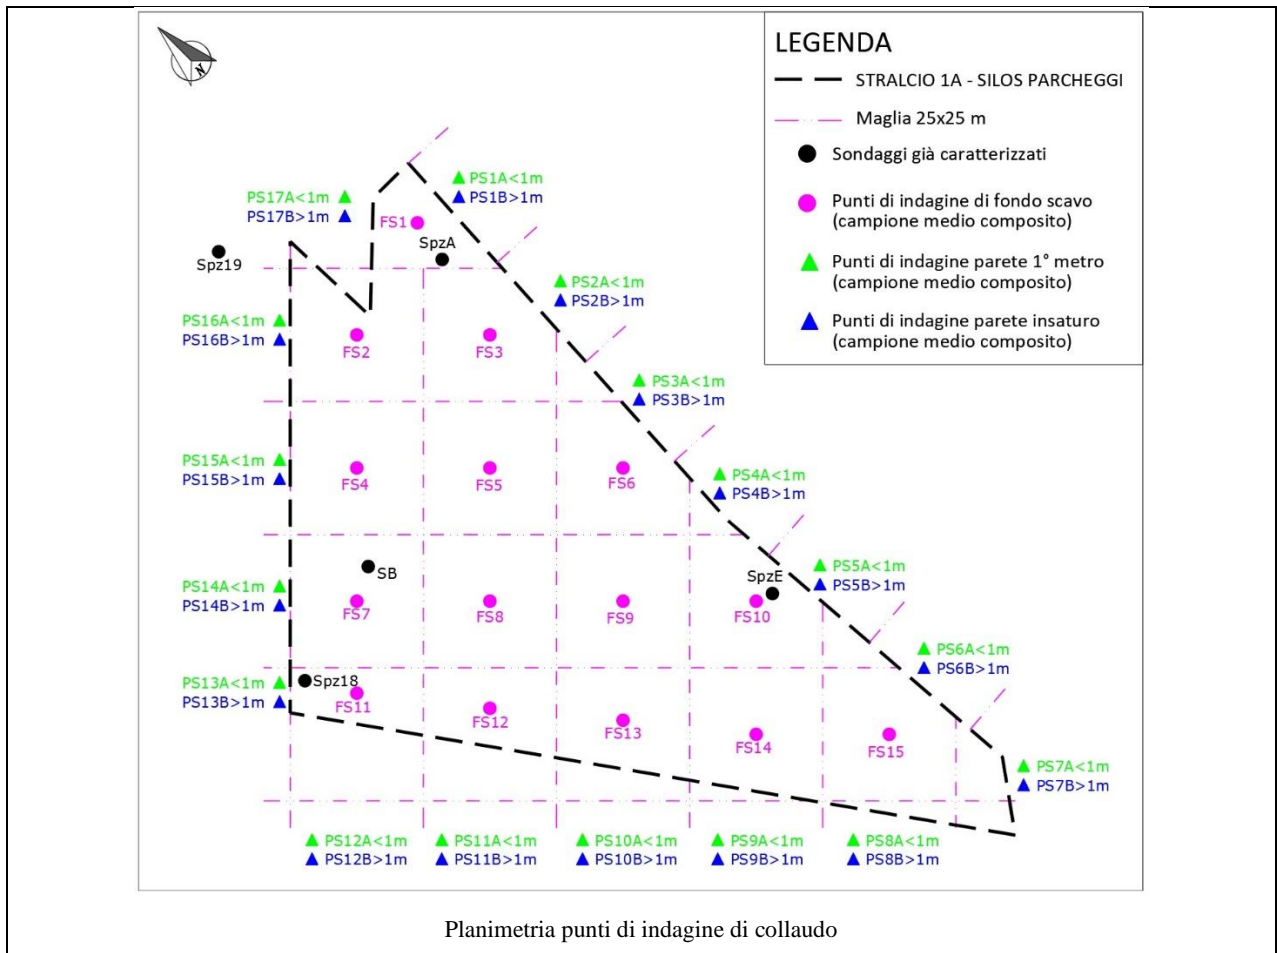 N
LEGENDA
STRALCIO 1A - SILOS PARCHEGGI
Maglia 25x25 m
Sondaggi già caratterizzati
Punti di indagine di fondo scavo
(campione medio composito)
Punti di indagine parete 1° metro
(campione medio composito)
Punti di indagine parete insaturo
(campione medio composito)
PS1A<1m
PS1B>1m
PS17A<1m
PS17B>1m
FS1
SpzA
Spz19
PS2A<1m
PS2B>1m
PS16A<1m
PS16B>1m
FS2
FS3
PS3A<1m
PS3B>1m
PS15A<1m
PS15B>1m
FS4
FS5
FS6
PS4A<1m
PS4B>1m
SB
SpzE
PS5A<1m
PS5B>1m
PS14A<1m
PS14B>1m
FS7
FS8
FS9
FS10
PS6A<1m
PS6B>1m
PS13A<1m
PS13B>1m
Spz18
FS11
FS12
FS13
FS14
FS15
PS7A<1m
PS7B>1m
PS12A<1m
PS12B>1m
PS11A<1m
PS11B>1m
PS10A<1m
PS10B>1m
PS9A<1m
PS9B>1m
PS8A<1m
PS8B>1m
Planimetria punti di indagine di collaudo